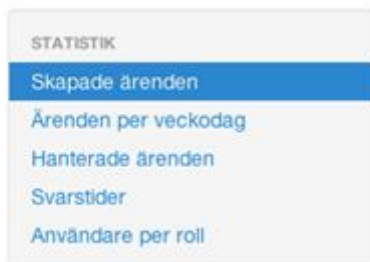 STATISTIK
Skapade ärenden
Ärenden per veckodag
Hanterade ärenden
Svarstider
Användare per roll